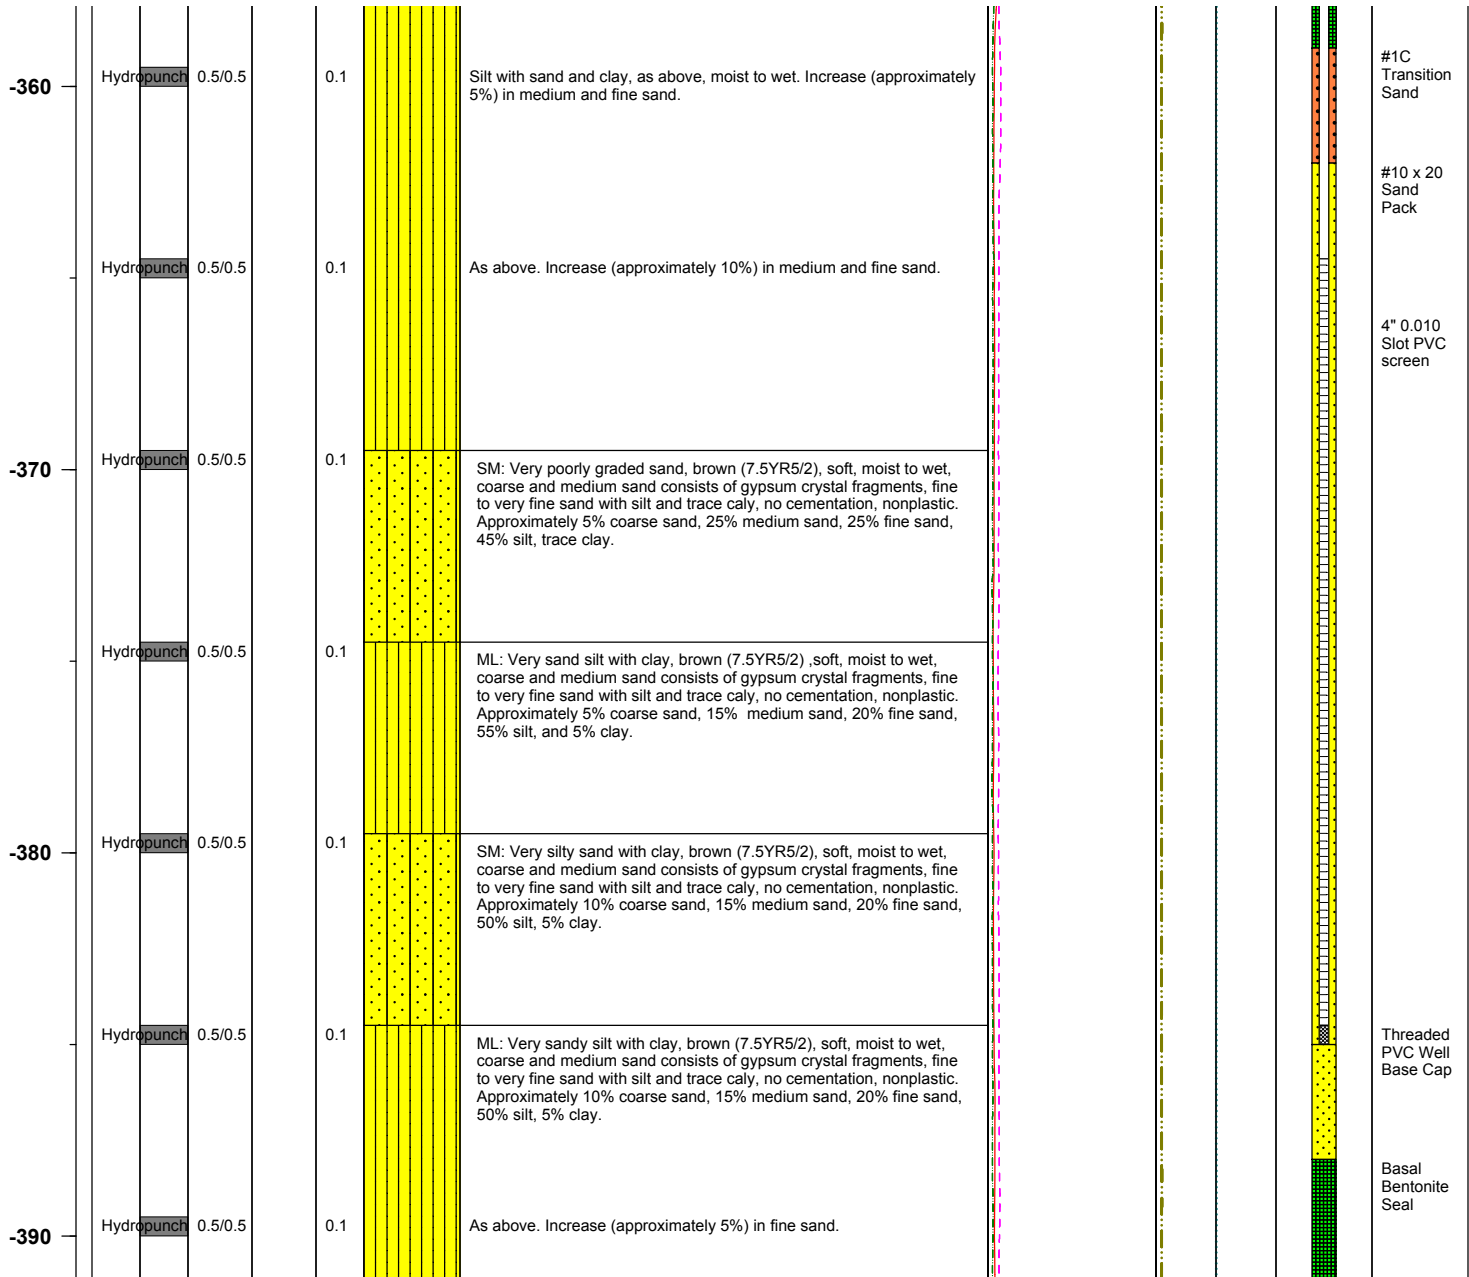 -360
Hydropunch 0.5/0.5 0.1
Silt with sand and clay, as above, moist to wet. Increase (approximately
5%) in medium and fine sand.
#1C
Transition
Sand
#10 x 20
Sand
Pack
Hydropunch 0.5/0.5 0.1
As above. Increase (approximately 10%) in medium and fine sand.
4" 0.010
Slot PVC
screen
-370
Hydropunch 0.5/0.5 0.1
SM: Very poorly graded sand, brown (7.5YR5/2), soft, moist to wet,
coarse and medium sand consists of gypsum crystal fragments, fine
to very fine sand with silt and trace caly, no cementation, nonplastic.
Approximately 5% coarse sand, 25% medium sand, 25% fine sand,
45% silt, trace clay.
Hydropunch 0.5/0.5 0.1
ML: Very sand silt with clay, brown (7.5YR5/2) ,soft, moist to wet,
coarse and medium sand consists of gypsum crystal fragments, fine
to very fine sand with silt and trace caly, no cementation, nonplastic.
Approximately 5% coarse sand, 15% medium sand, 20% fine sand,
55% silt, and 5% clay.
-380
Hydropunch 0.5/0.5 0.1
SM: Very silty sand with clay, brown (7.5YR5/2), soft, moist to wet,
coarse and medium sand consists of gypsum crystal fragments, fine
to very fine sand with silt and trace caly, no cementation, nonplastic.
Approximately 10% coarse sand, 15% medium sand, 20% fine sand,
50% silt, 5% clay.
Hydropunch 0.5/0.5 0.1
ML: Very sandy silt with clay, brown (7.5YR5/2), soft, moist to wet,
coarse and medium sand consists of gypsum crystal fragments, fine
to very fine sand with silt and trace caly, no cementation, nonplastic.
Approximately 10% coarse sand, 15% medium sand, 20% fine sand,
50% silt, 5% clay.
Threaded
PVC Well
Base Cap
Basal
Bentonite
Seal
-390
Hydropunch 0.5/0.5 0.1
As above. Increase (approximately 5%) in fine sand.